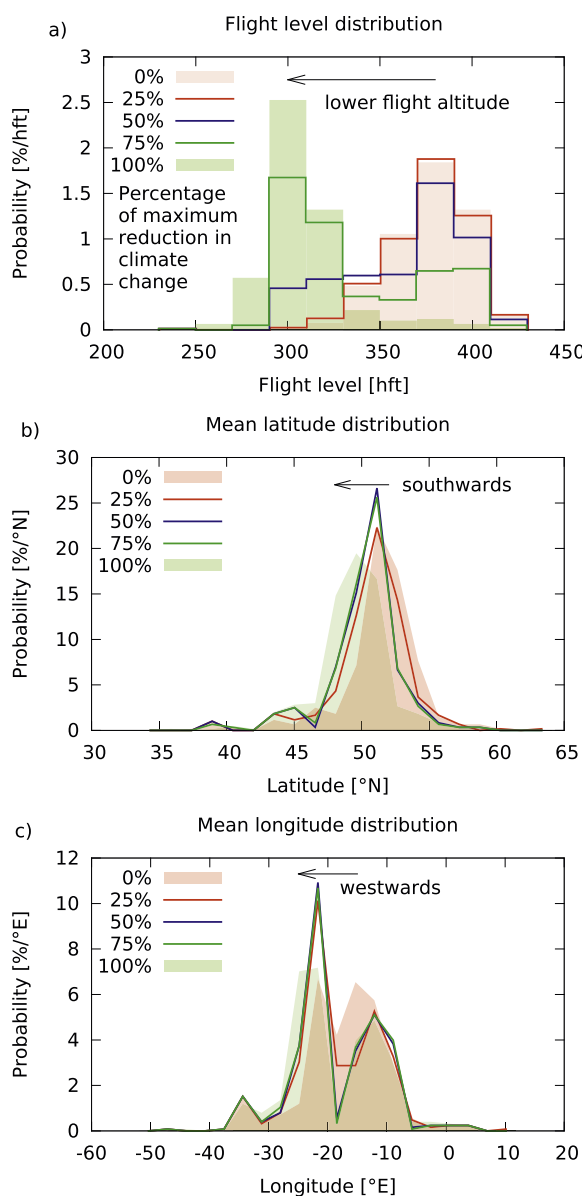 Flight level distribution
a)
3
2.5
2
1.5
1
0.5
0
Probability [%/hft]
0%
25%
50%
75%
100%
lower flight altitude
Percentage
of maximum
reduction in
climate
change
200 250 300 350 400 450
Flight level [hft]
Mean latitude distribution
b)
30
25
20
15
10
5
0
Probability [%/°N]
0%
25%
50%
75%
100%
southwards
30 35 40 45 50 55 60 65
Latitude [°N]
Mean longitude distribution
c)
12
10
8
6
4
2
0
Probability [%/°E]
0%
25%
50%
75%
100%
westwards
-60 -50 -40 -30 -20 -10 0 10 20
Longitude [°E]